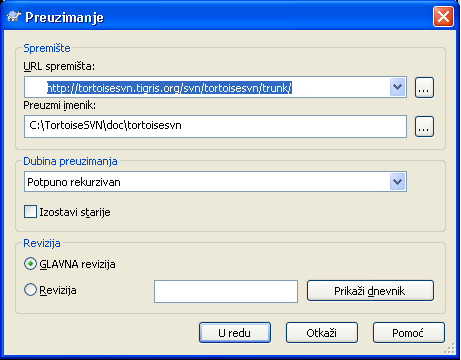 Preuzimanje
Spremište
URL spremišta:
http://tortoisesvn.tigris.org/svn/tortoisesvn/trunk/
...
Preuzmi imenik:
C:\TortoiseSVN\doc\tortoisesvn
...
Dubina preuzimanja
Potpuno rekurzivan
Izostavi starije
Revizija
GLAVNA revizija
Revizija
Prikaži dnevnik
U redu Otkaži Pomoć